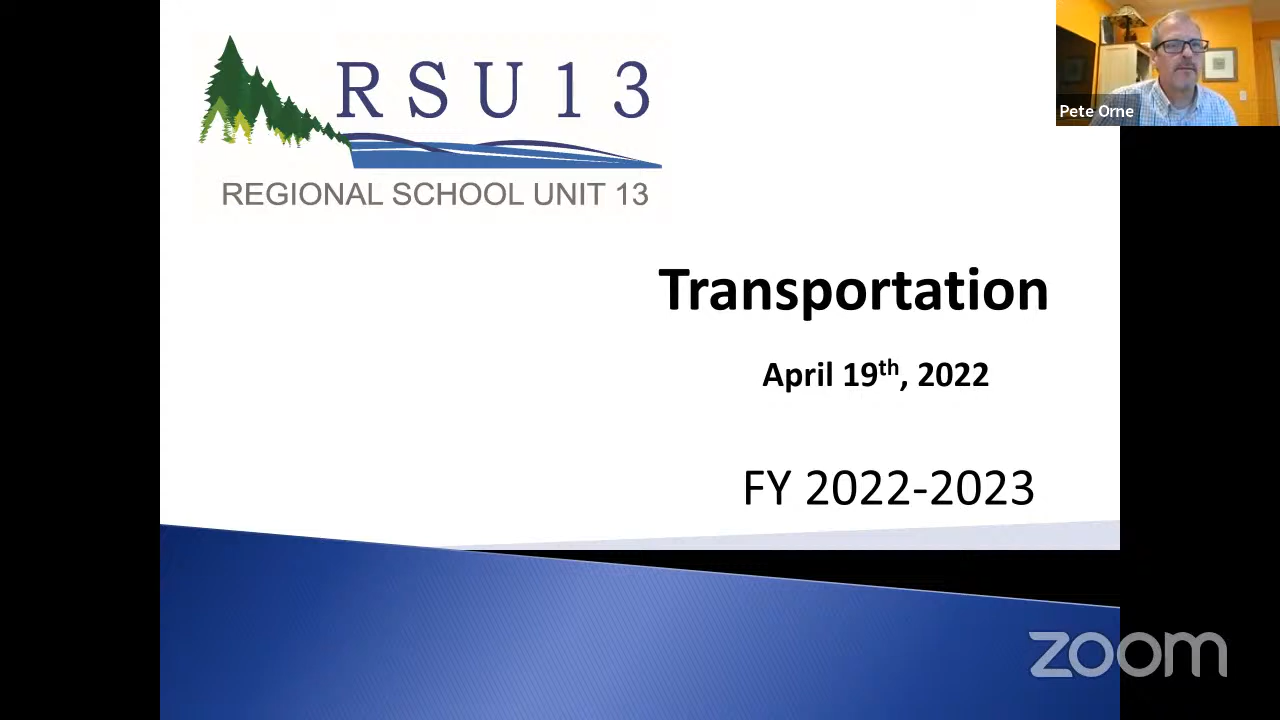 RSU13
REGIONAL SCHOOL UNIT 13
Pete Orne
Transportation
April 19th, 2022
FY 2022-2023
zoom